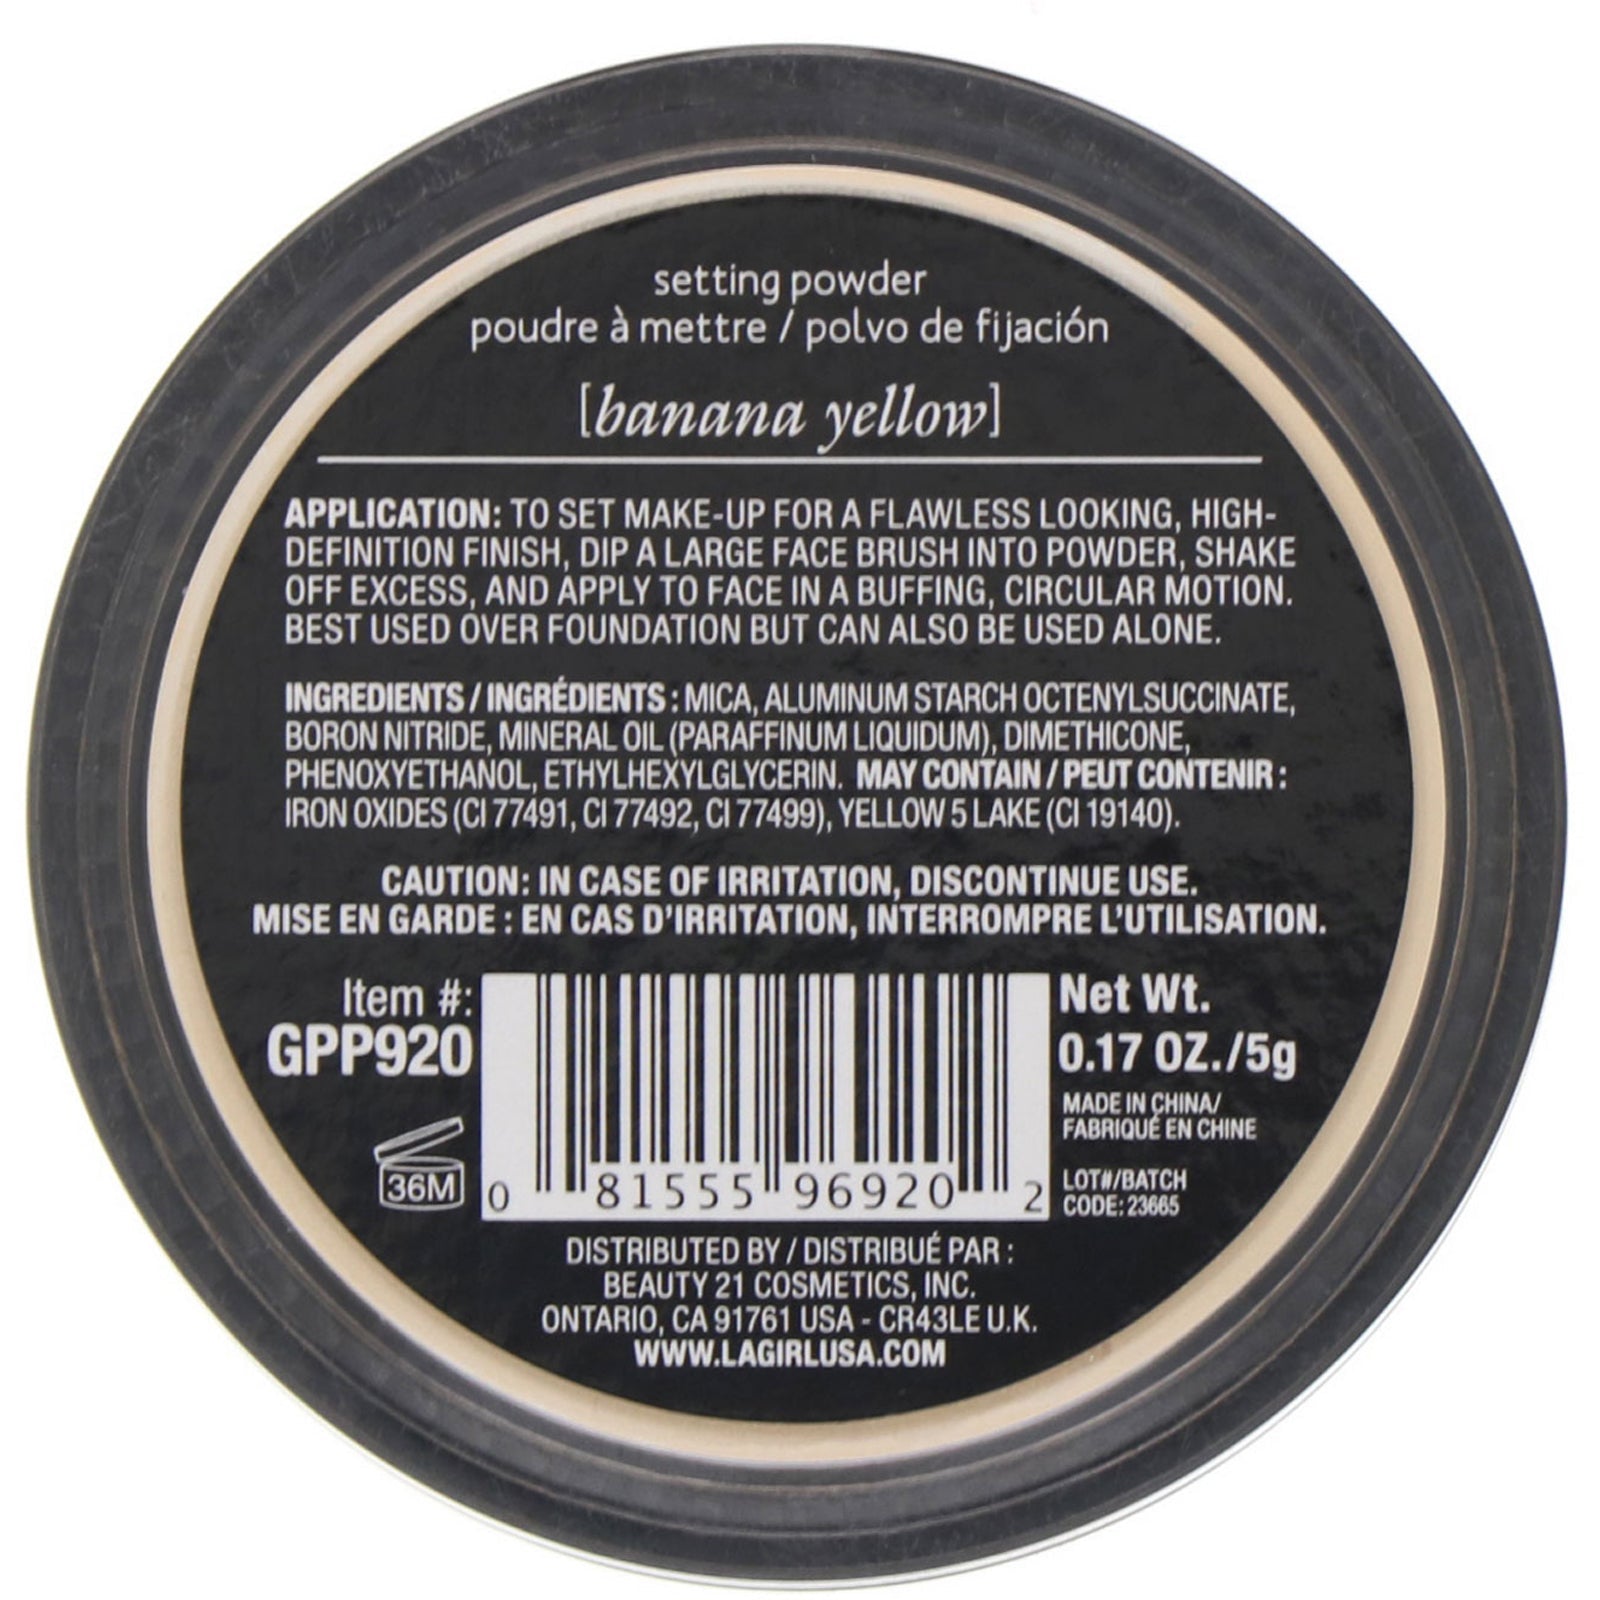 setting powder
poudre à mettre / polvo de fijación
[banana yellow]
APPLICATION: TO SET MAKE-UP FOR A FLAWLESS LOOKING, HIGH-
DEFINITION FINISH, DIP A LARGE FACE BRUSH INTO POWDER, SHAKE
OFF EXCESS, AND APPLY TO FACE IN A BUFFING, CIRCULAR MOTION.
BEST USED OVER FOUNDATION BUT CAN ALSO BE USED ALONE.
INGREDIENTS / INGRÉDIENTS : MICA, ALUMINUM STARCH OCTENYLSUCCINATE,
BORON NITRIDE, MINERAL OIL (PARAFFINUM LIQUIDUM), DIMETHICONE,
PHENOXYETHANOL, ETHYLHEXYLGLYCERIN. MAY CONTAIN / PEUT CONTENIR :
IRON OXIDES (CI 77491, CI 77492, CI 77499), YELLOW 5 LAKE (CI 19140).
CAUTION: IN CASE OF IRRITATION, DISCONTINUE USE.
MISE EN GARDE : EN CAS D'IRRITATION, INTERROMPRE L'UTILISATION.
Item #:
GPP920
36M
0 81555 96920 2
Net Wt.
0.17 OZ./5g
MADE IN CHINA/
FABRIQUÉ EN CHINE
LOT#/BATCH
CODE: 23665
DISTRIBUTED BY / DISTRIBUÉ PAR :
BEAUTY 21 COSMETICS, INC.
ONTARIO, CA 91761 USA - CR43LE U.K.
WWW.LAGIRLUSA.COM